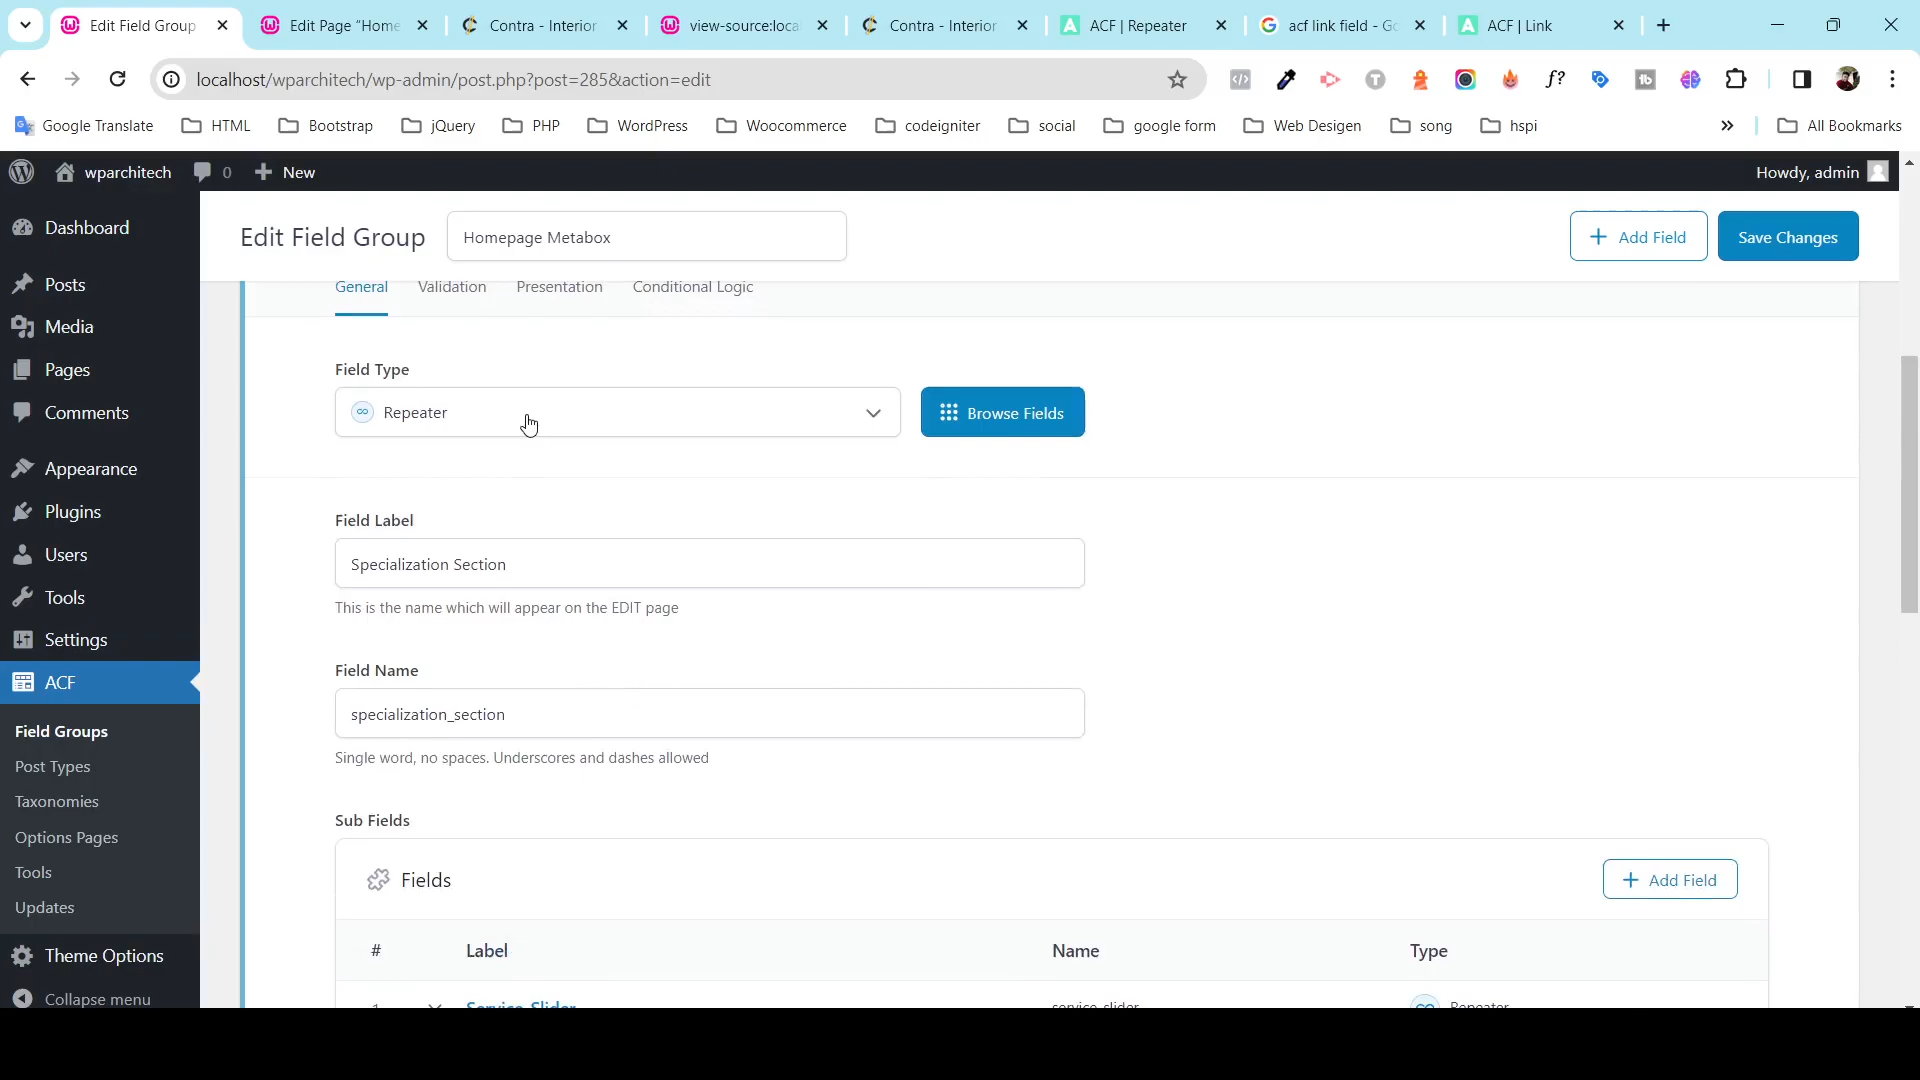 Edit Field Group
Edit Page "Home
Contra - Interior
view-source:loca
Contra - Interior
ACF | Repeater
acf link field - Go
ACF | Link
localhost/wparchitech/wp-admin/post.php?post=285&action=edit
Google Translate
HTML
Bootstrap
jQuery
PHP
WordPress
Woocommerce
codeigniter
social
google form
Web Desigen
song
hspi
All Bookmarks
wparchitech
0
New
Howdy, admin
Dashboard
Posts
Media
Pages
Comments
Appearance
Plugins
Users
Tools
Settings
ACF
Field Groups
Post Types
Taxonomies
Options Pages
Tools
Updates
Theme Options
Collapse menu
Edit Field Group
Homepage Metabox
Add Field
Save Changes
General
Validation
Presentation
Conditional Logic
Field Type
Repeater
Browse Fields
Field Label
Specialization Section
This is the name which will appear on the EDIT page
Field Name
specialization_section
Single word, no spaces. Underscores and dashes allowed
Sub Fields
Fields
Add Field
# Label Name Type
1 Service Slider service_slider Repeater